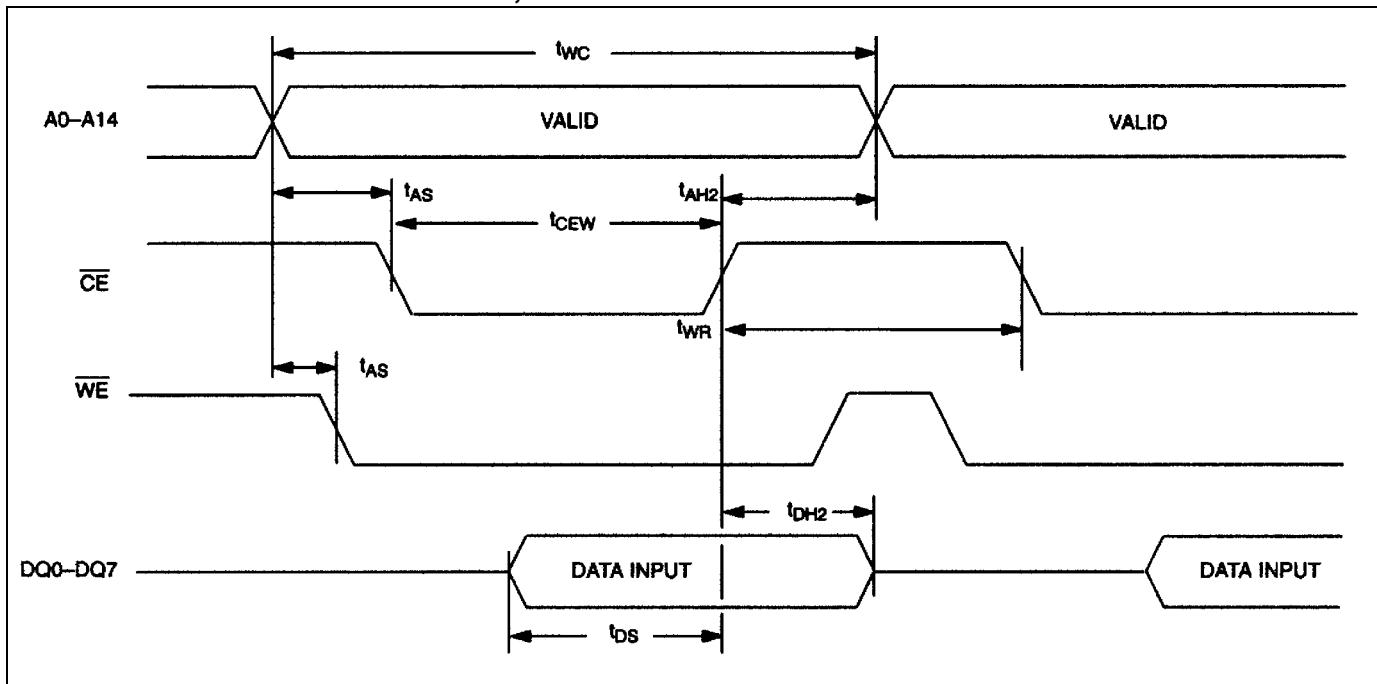 tWC
A0–A14
VALID
VALID
tAS
tAH2
tCEW
CE
tWR
tAS
WE
tDH2
DQ0–DQ7
DATA INPUT
DATA INPUT
tDS